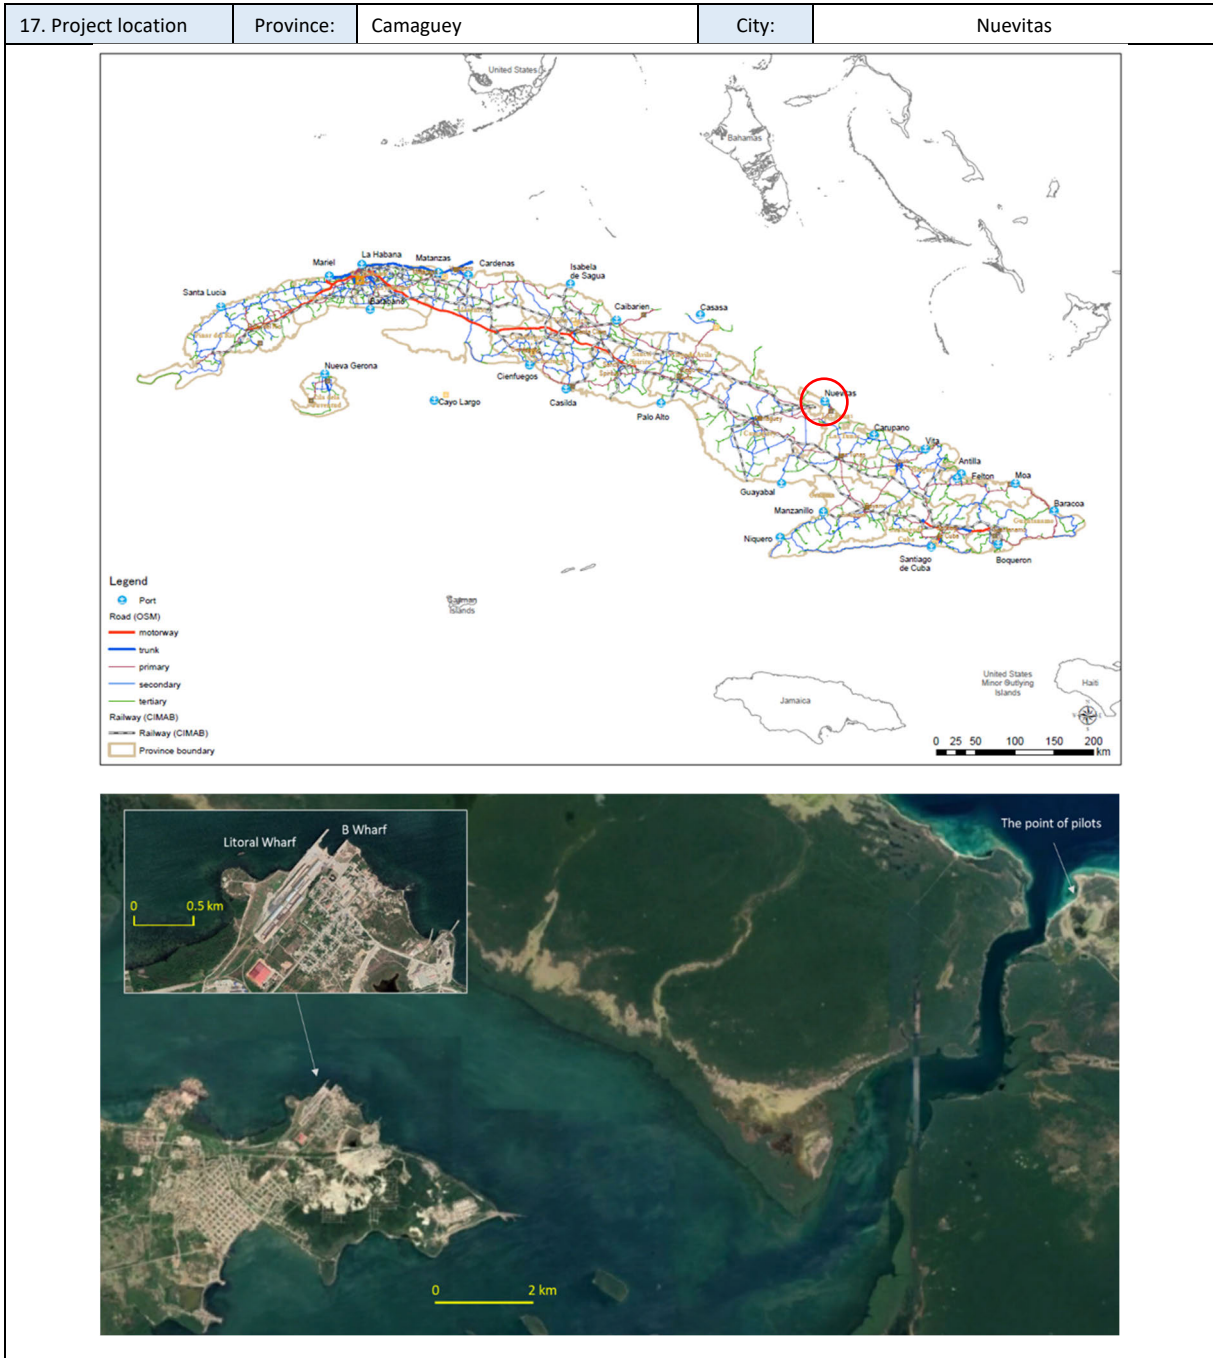 17. Project location Province: Camaguey City: Nuevitas
United States
Bahamas
La Habana
Mariel
Matanzas
Cardenas
Isabela
de Sagua
Santa Lucia
Batabano
Caibarien
Casasa
Nueva Gerona
Cayo Largo
Cienfuegos
Casilda
Palo Alto
Nuevitas
Carupano
Vita
Antilla
Felton
Moa
Baracoa
Guayabal
Manzanillo
Niquero
Santiago
de Cuba
Boqueron
Cayman
Islands
Jamaica
United States
Minor Outlying
Islands
Haiti
Legend
Port
Road (OSM)
motorway
trunk
primary
secondary
tertiary
Railway (CIMAB)
Railway (CIMAB)
Province boundary
0 25 50 100 150 200
km
B Wharf
Litoral Wharf
0 0.5 km
The point of pilots
0 2 km